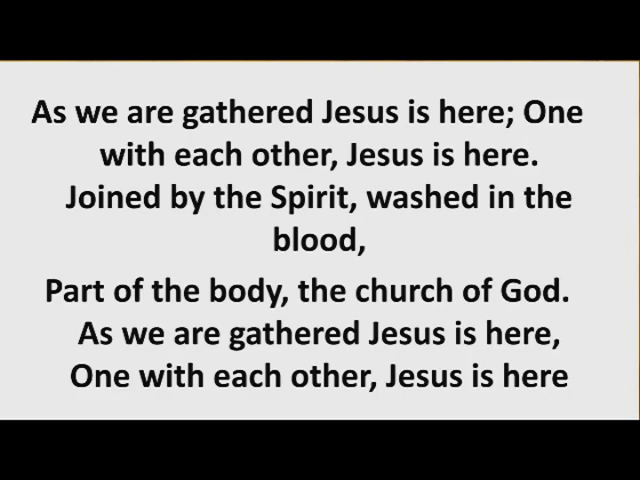 As we are gathered Jesus is here; One
with each other, Jesus is here.
Joined by the Spirit, washed in the
blood,
Part of the body, the church of God.
As we are gathered Jesus is here,
One with each other, Jesus is here